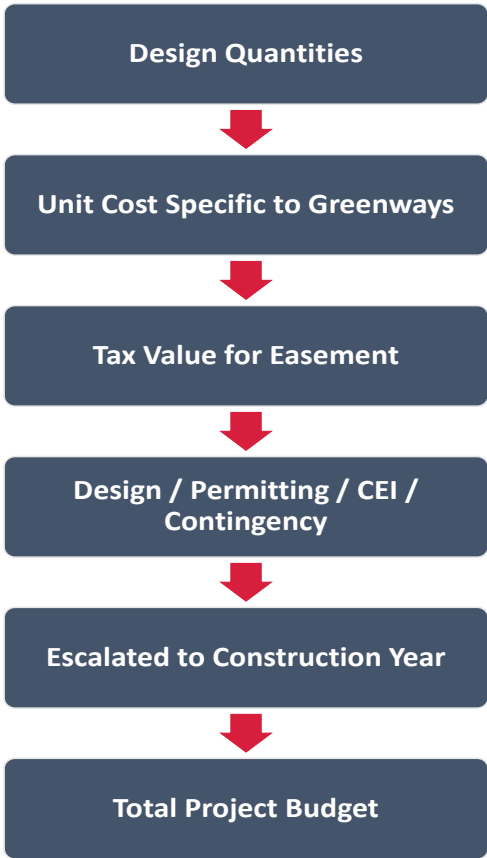 Design Quantities
Unit Cost Specific to Greenways
Tax Value for Easement
Design / Permitting / CEI /
Contingency
Escalated to Construction Year
Total Project Budget